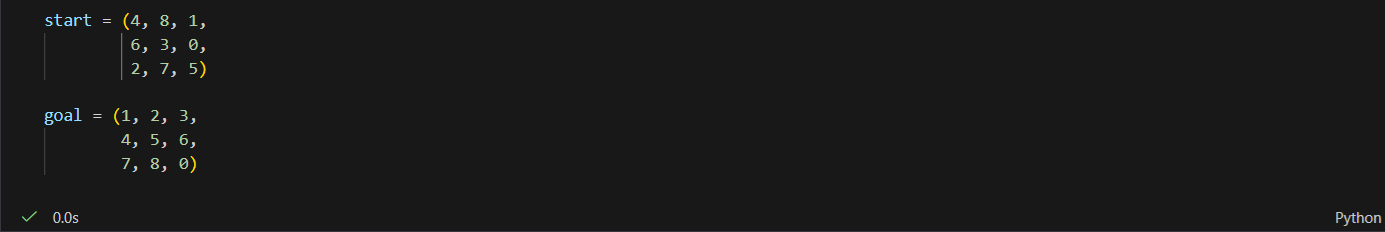 start = (4, 8, 1,
6, 3, 0,
2, 7, 5)
goal = (1, 2, 3,
4, 5, 6,
7, 8, 0)
0.0s
Python